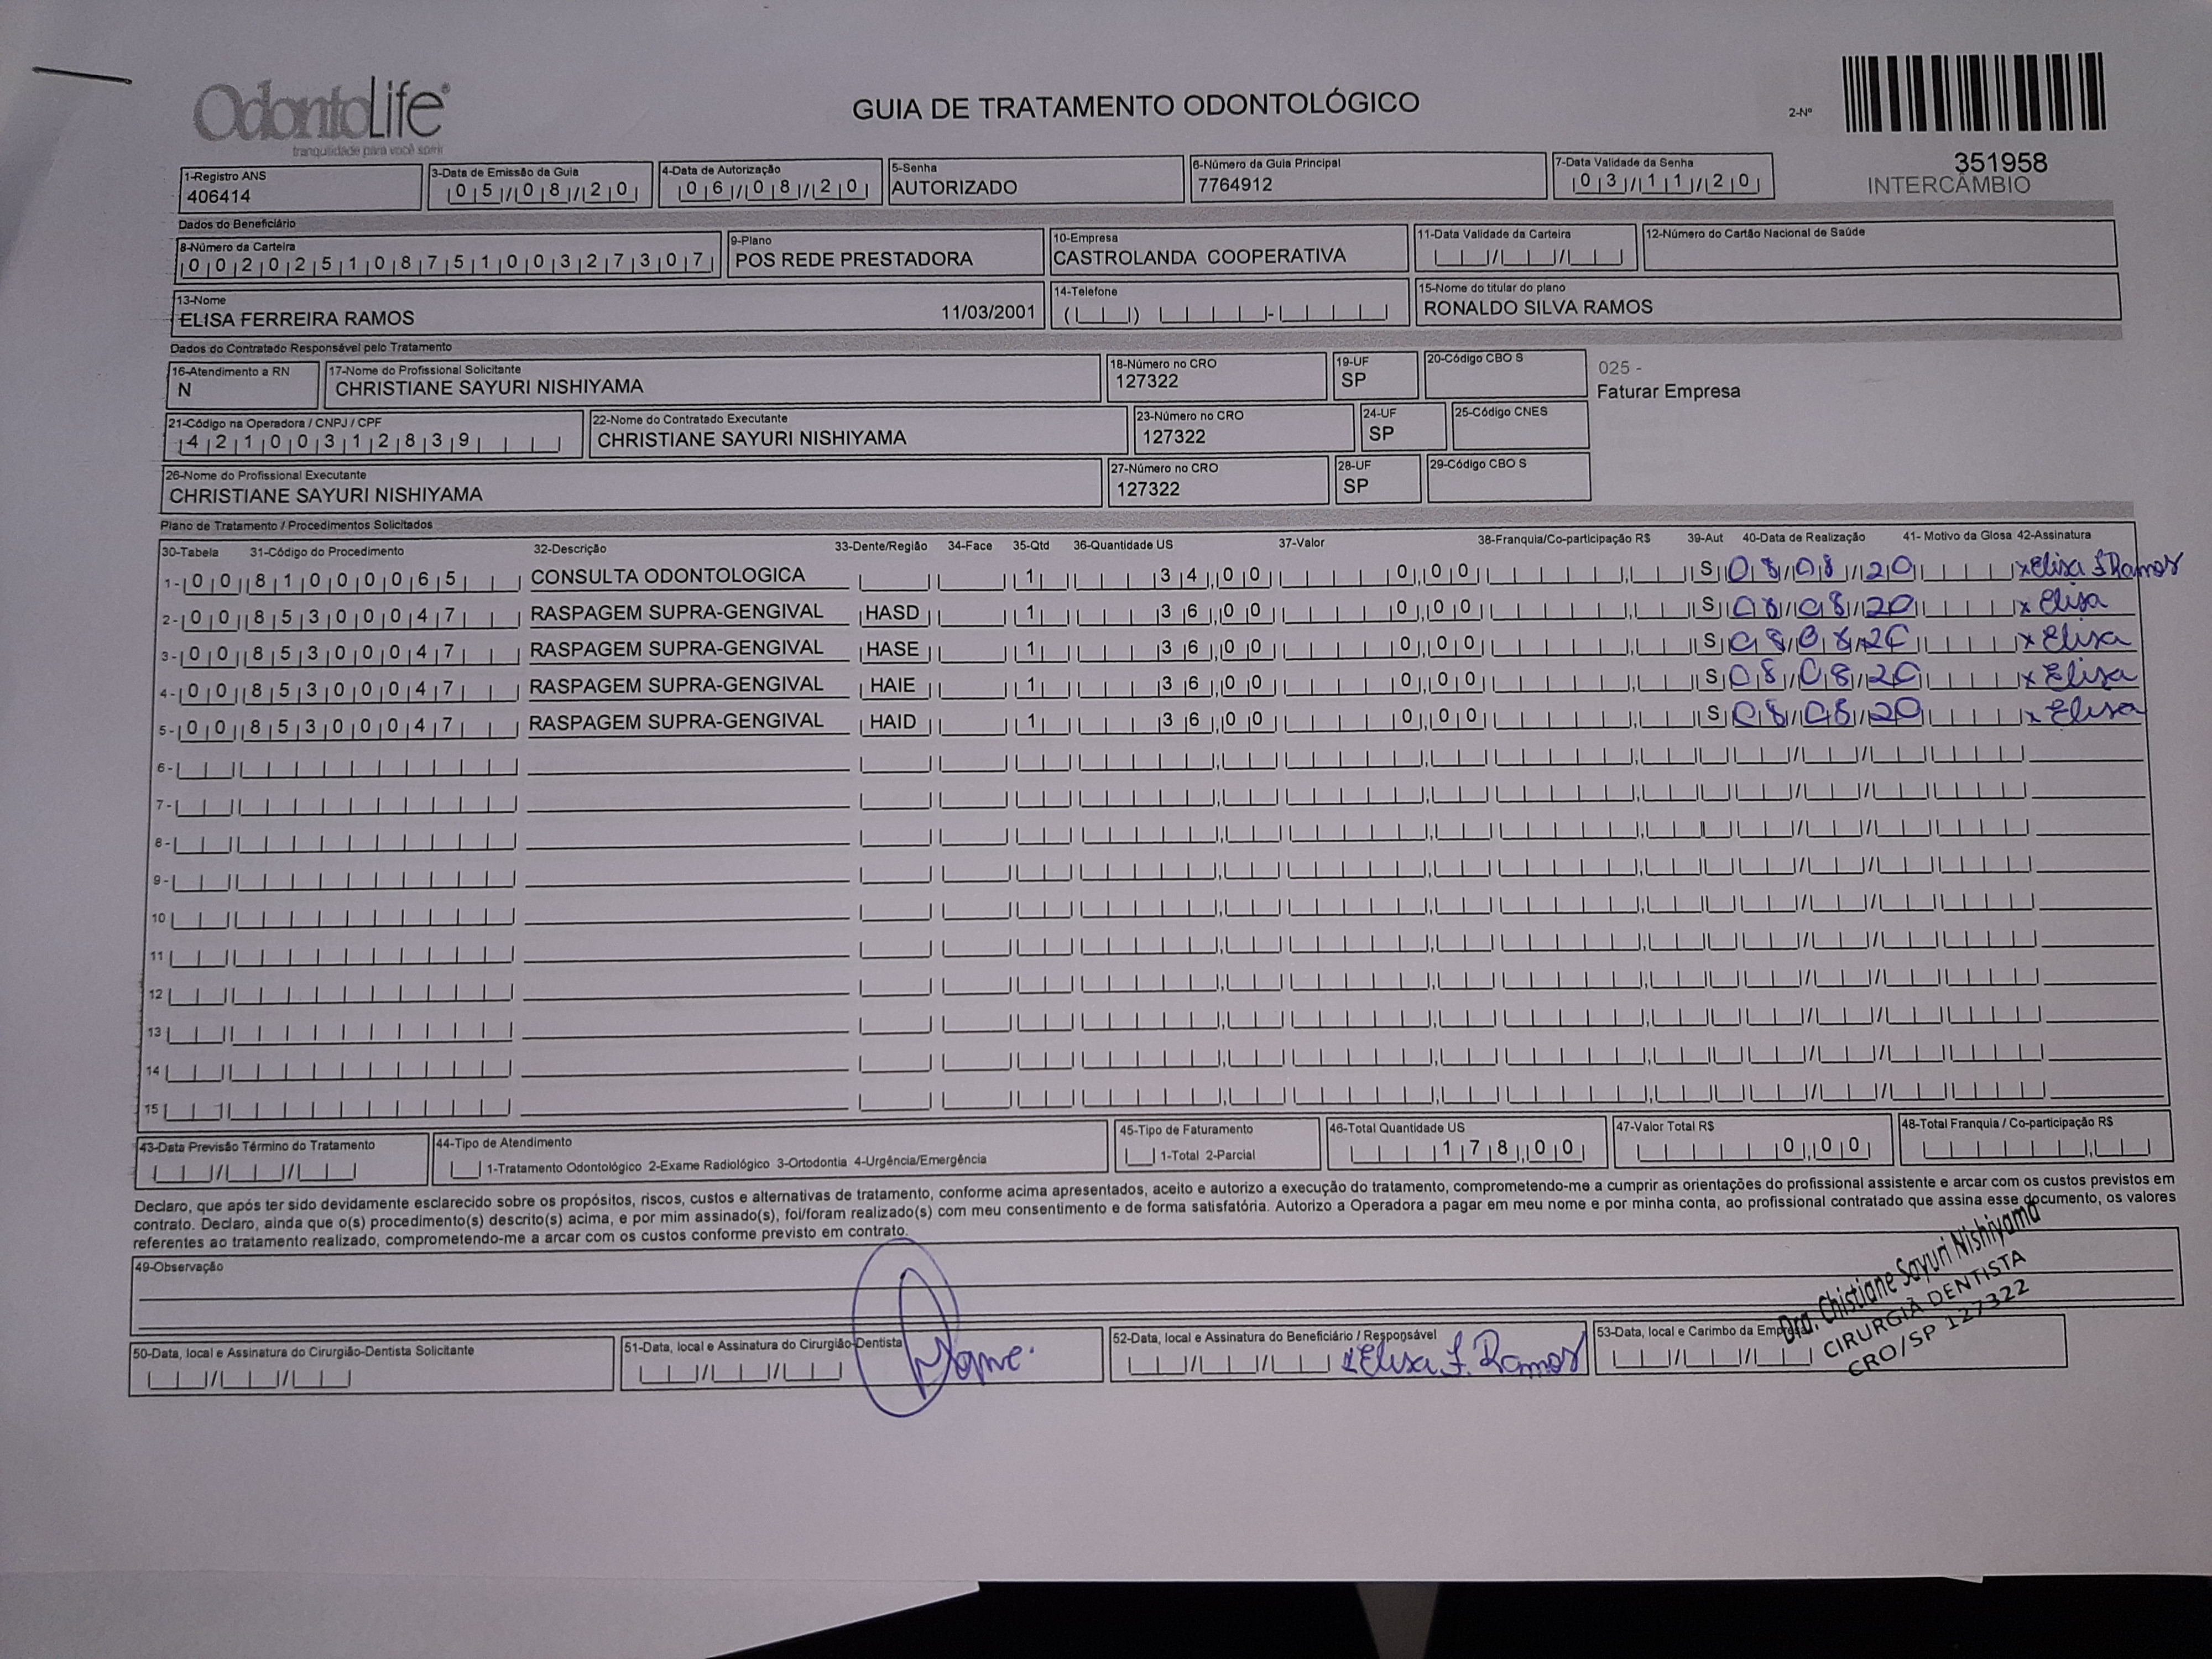 OdontoLife®
tranquilidade para você sorrir
GUIA DE TRATAMENTO ODONTOLÓGICO
2-Nº
351958
INTERCÂMBIO
1-Registro ANS
406414
3-Data de Emissão da Guia
05/08/20
4-Data de Autorização
06/08/20
5-Senha
AUTORIZADO
6-Número da Guia Principal
7764912
7-Data Validade da Senha
03/11/20
Dados do Beneficiário
8-Número da Carteira
00202510875100327307
9-Plano
POS REDE PRESTADORA
10-Empresa
CASTROLANDA COOPERATIVA
11-Data Validade da Carteira
12-Número do Cartão Nacional de Saúde
13-Nome
ELISA FERREIRA RAMOS 11/03/2001
14-Telefone
15-Nome do titular do plano
RONALDO SILVA RAMOS
Dados do Contratado Responsável pelo Tratamento
16-Atendimento a RN
N
17-Nome do Profissional Solicitante
CHRISTIANE SAYURI NISHIYAMA
18-Número no CRO
127322
19-UF
SP
20-Código CBO S
025 -
Faturar Empresa
21-Código na Operadora / CNPJ / CPF
42100312839
22-Nome do Contratado Executante
CHRISTIANE SAYURI NISHIYAMA
23-Número no CRO
127322
24-UF
SP
25-Código CNES
26-Nome do Profissional Executante
CHRISTIANE SAYURI NISHIYAMA
27-Número no CRO
127322
28-UF
SP
29-Código CBO S
Plano de Tratamento / Procedimentos Solicitados
30-Tabela 31-Código do Procedimento 32-Descrição 33-Dente/Região 34-Face 35-Qtd 36-Quantidade US 37-Valor 38-Franquia/Co-participação R$ 39-Aut 40-Data de Realização 41- Motivo da Glosa 42-Assinatura
1- 00 81000065 CONSULTA ODONTOLOGICA 1 34,00 0,00 S 08/08/20 x Elisa F Ramos
2- 00 85300047 RASPAGEM SUPRA-GENGIVAL HASD 1 36,00 0,00 S 08/08/20 x Elisa
3- 00 85300047 RASPAGEM SUPRA-GENGIVAL HASE 1 36,00 0,00 S 08/08/20 x Elisa
4- 00 85300047 RASPAGEM SUPRA-GENGIVAL HAIE 1 36,00 0,00 S 08/08/20 x Elisa
5- 00 85300047 RASPAGEM SUPRA-GENGIVAL HAID 1 36,00 0,00 S 08/08/20 x Elisa
6-
7-
8-
9-
10
11
12
13
14
15
43-Data Previsão Término do Tratamento
44-Tipo de Atendimento
1-Tratamento Odontológico 2-Exame Radiológico 3-Ortodontia 4-Urgência/Emergência
45-Tipo de Faturamento
1-Total 2-Parcial
46-Total Quantidade US
178,00
47-Valor Total R$
0,00
48-Total Franquia / Co-participação R$
Declaro, que após ter sido devidamente esclarecido sobre os propósitos, riscos, custos e alternativas de tratamento, conforme acima apresentados, aceito e autorizo a execução do tratamento, comprometendo-me a cumprir as orientações do profissional assistente e arcar com os custos previstos em
contrato. Declaro, ainda que o(s) procedimento(s) descrito(s) acima, e por mim assinado(s), foi/foram realizado(s) com meu consentimento e de forma satisfatória. Autorizo a Operadora a pagar em meu nome e por minha conta, ao profissional contratado que assina esse documento, os valores
referentes ao tratamento realizado, comprometendo-me a arcar com os custos conforme previsto em contrato.
49-Observação
50-Data, local e Assinatura do Cirurgião-Dentista Solicitante
51-Data, local e Assinatura do Cirurgião-Dentista
52-Data, local e Assinatura do Beneficiário / Responsável
x Elisa F. Ramos
53-Data, local e Carimbo da Empresa
Dra. Chistiane Sayuri Nishiyama
CIRURGIÃ DENTISTA
CRO/SP 127322